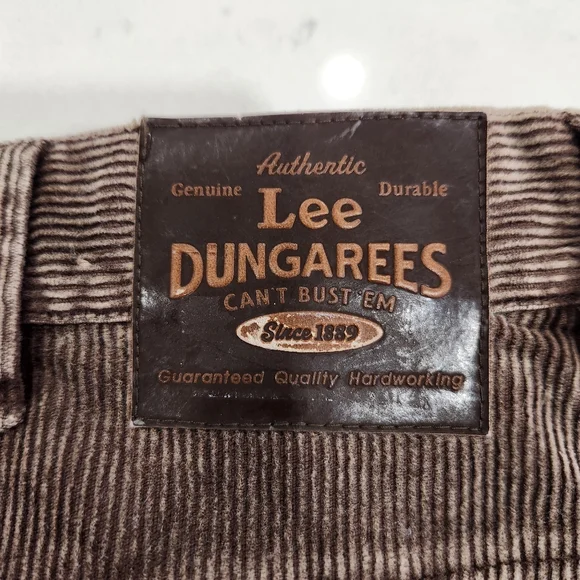 Authentic
Genuine Durable
Lee
DUNGAREES
CAN'T BUST 'EM
Since 1889
Guaranteed Quality Hardworking